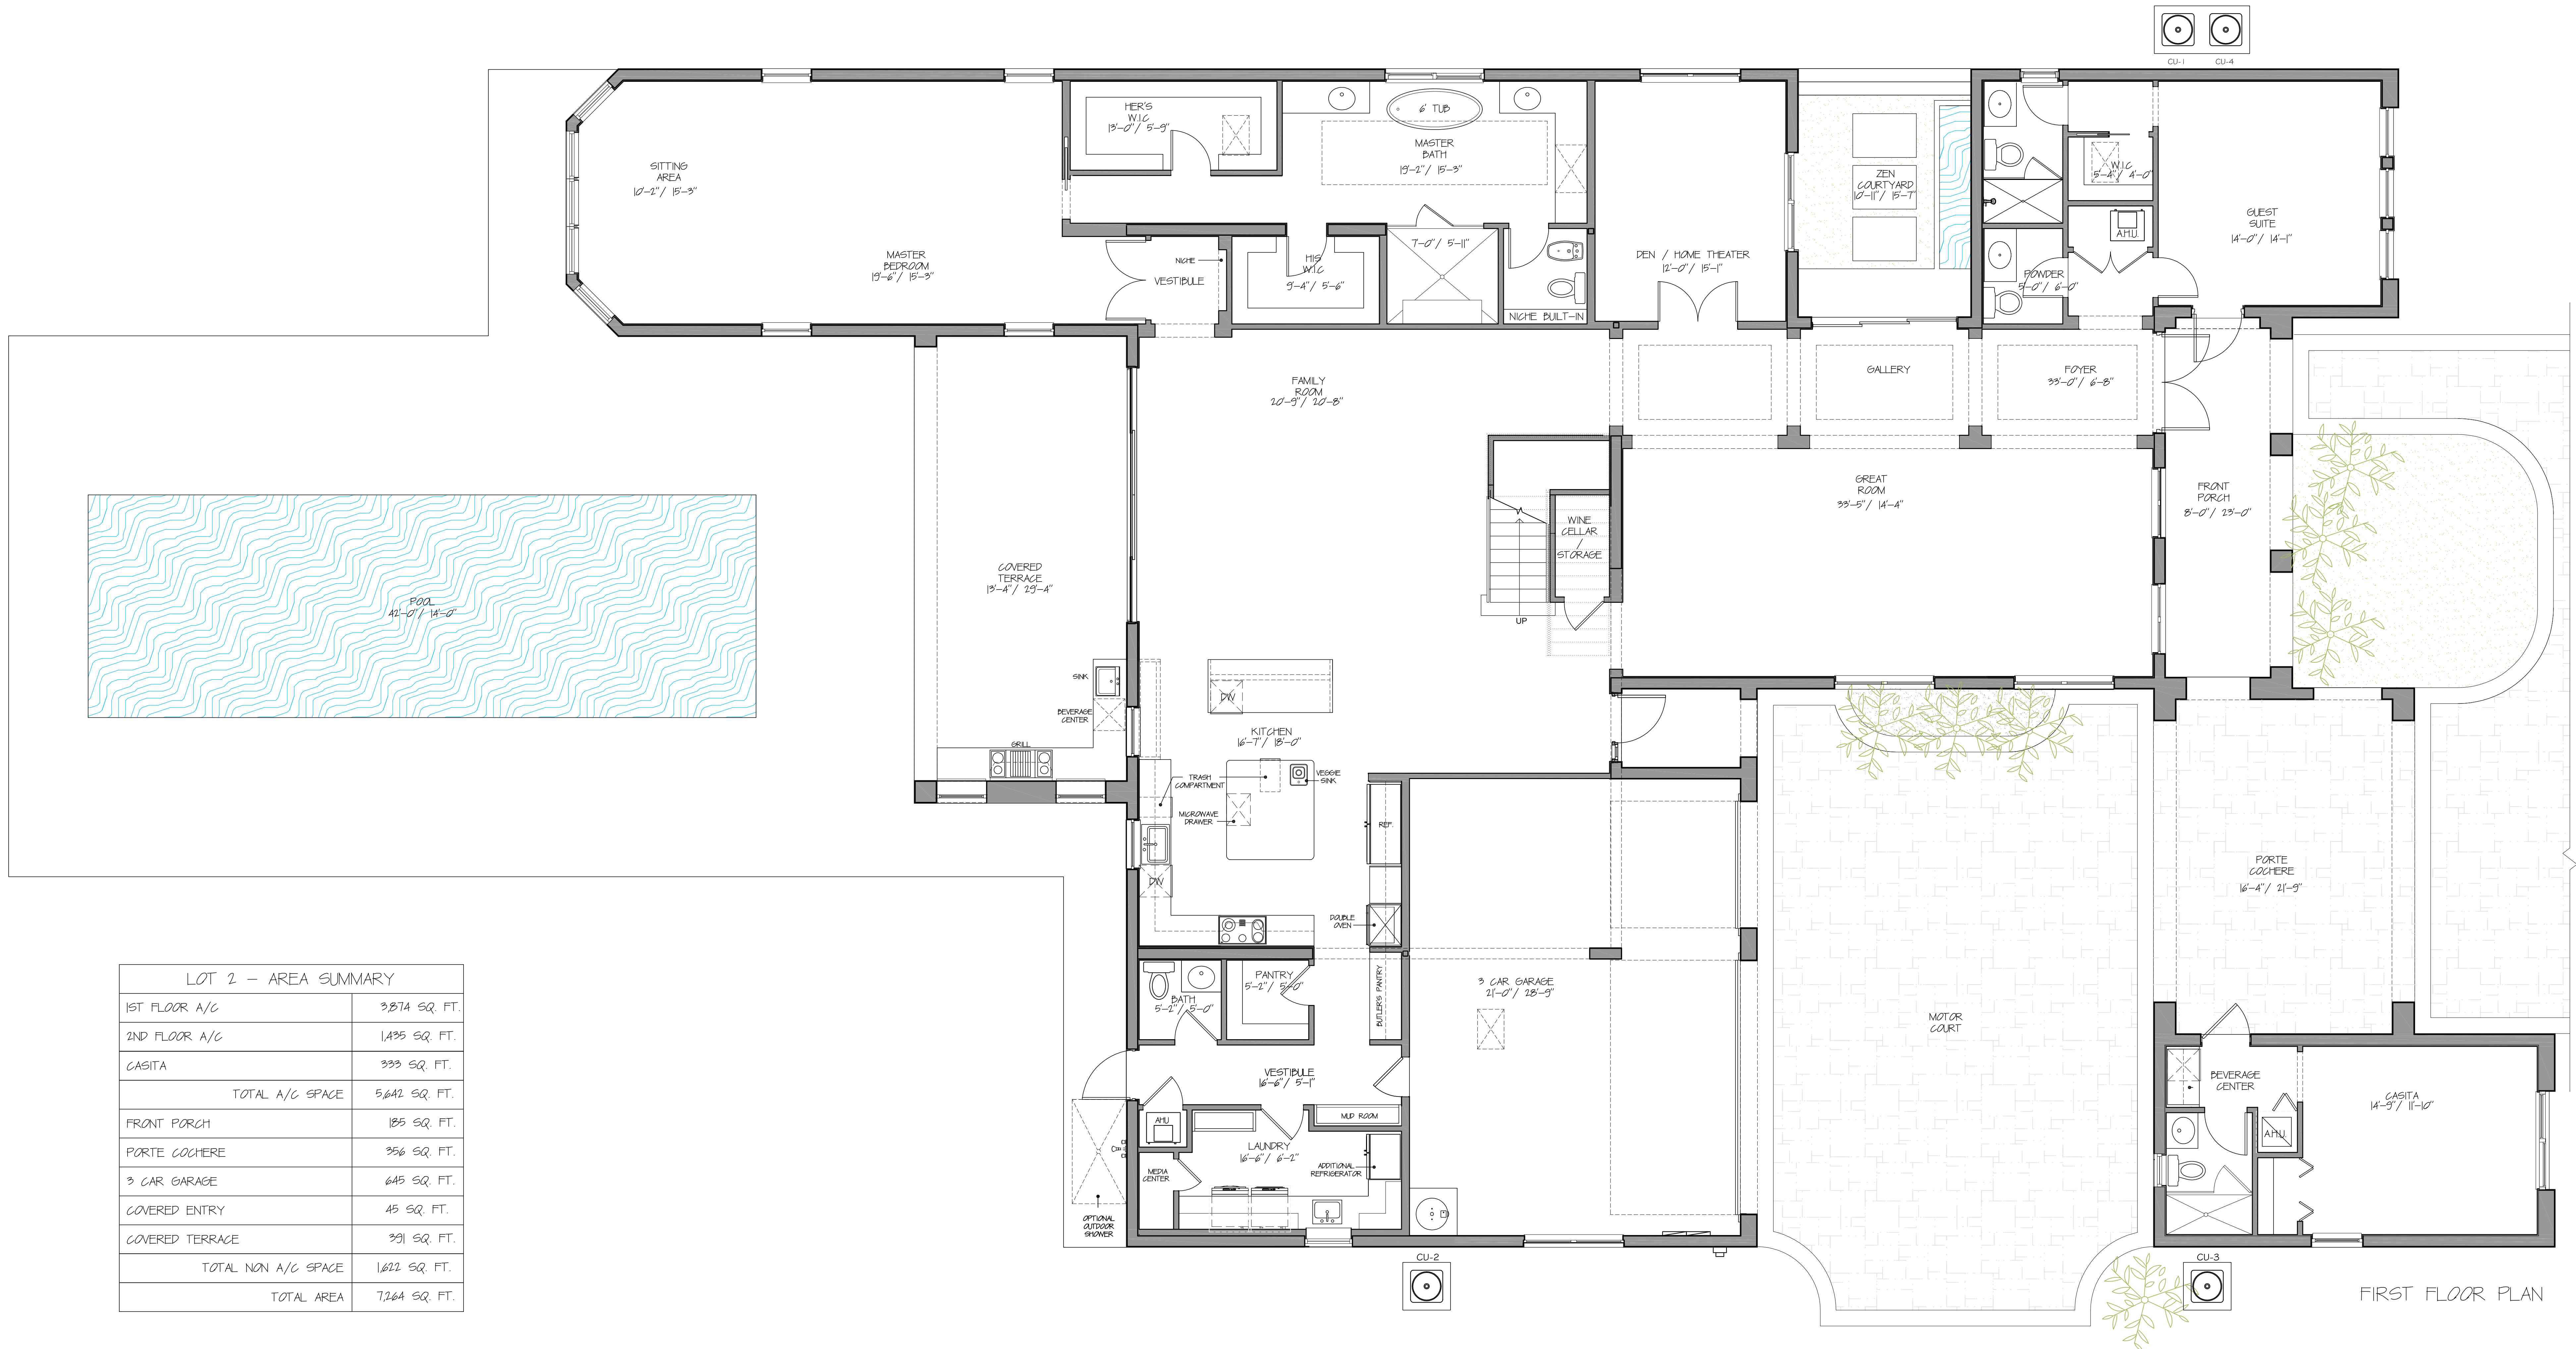 CU-1 CU-4
HER'S
W.I.C
13'-0"/ 5'-9"
6' TUB
MASTER
BATH
19'-2"/ 15'-3"
SITTING
AREA
10'-2"/ 15'-3"
MASTER
BEDROOM
19'-6"/ 15'-3"
NICHE
VESTIBULE
HIS
W.I.C
9'-4"/ 5'-6"
7'-0"/ 5'-11"
NICHE BUILT-IN
DEN / HOME THEATER
12'-0"/ 15'-1"
ZEN
COURTYARD
10'-11"/ 15'-7"
W.I.C
5'-4"/ 4'-0"
A.H.U.
POWDER
5'-0"/ 6'-0"
GUEST
SUITE
14'-0"/ 14'-1"
FAMILY
ROOM
20'-9"/ 20'-8"
GALLERY
FOYER
33'-0"/ 6'-8"
GREAT
ROOM
33'-5"/ 14'-4"
FRONT
PORCH
8'-0"/ 23'-0"
WINE
CELLAR
/
STORAGE
UP
COVERED
TERRACE
13'-4"/ 29'-4"
POOL
42'-0"/ 14'-0"
SINK
BEVERAGE
CENTER
GRILL
DW
KITCHEN
16'-7"/ 18'-0"
TRASH
COMPARTMENT
VEGGIE
SINK
MICROWAVE
DRAWER
REF.
DW
DOUBLE
OVEN
PORTE
COCHERE
16'-4"/ 21'-9"
BATH
5'-2"/ 5'-0"
PANTRY
5'-2"/ 5'-0"
BUTLER'S PANTRY
3 CAR GARAGE
21'-0"/ 28'-9"
MOTOR
COURT
VESTIBULE
16'-6"/ 5'-1"
MUD ROOM
AHU
LAUNDRY
16'-6"/ 6'-2"
MEDIA
CENTER
ADDITIONAL
REFRIGERATOR
OPTIONAL
OUTDOOR
SHOWER
BEVERAGE
CENTER
CASITA
14'-9"/ 11'-10"
A.H.U.
CU-2
CU-3
LOT 2 - AREA SUMMARY
1ST FLOOR A/C 3,874 SQ. FT.
2ND FLOOR A/C 1,435 SQ. FT.
CASITA 333 SQ. FT.
TOTAL A/C SPACE 5,642 SQ. FT.
FRONT PORCH 185 SQ. FT.
PORTE COCHERE 356 SQ. FT.
3 CAR GARAGE 645 SQ. FT.
COVERED ENTRY 45 SQ. FT.
COVERED TERRACE 391 SQ. FT.
TOTAL NON A/C SPACE 1,622 SQ. FT.
TOTAL AREA 7,264 SQ. FT.
FIRST FLOOR PLAN